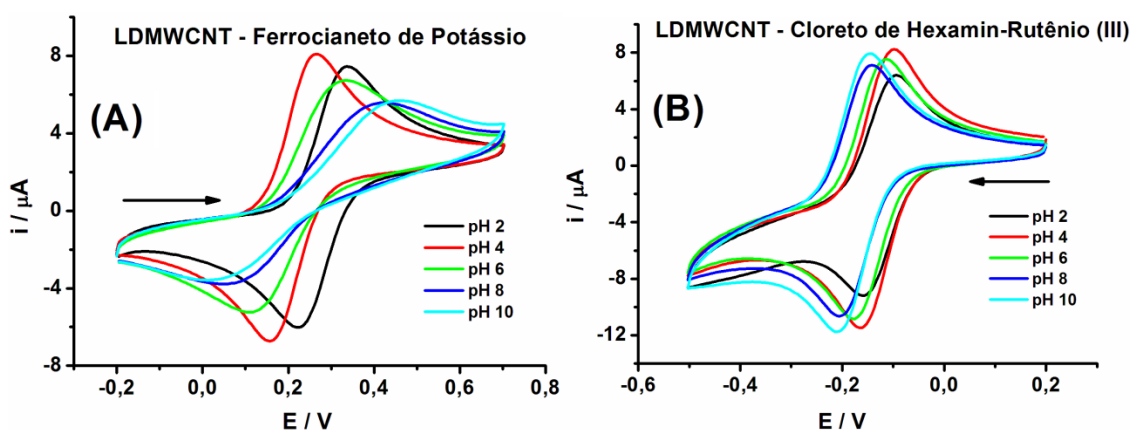 LDMWCNT - Ferrocianeto de Potássio
(A)
8
4
0
-4
-8
i / µA
pH 2
pH 4
pH 6
pH 8
pH 10
-0,2
0,0
0,2
0,4
0,6
0,8
E / V
LDMWCNT - Cloreto de Hexamin-Rutênio (III)
(B)
8
4
0
-4
-8
-12
i / µA
pH 2
pH 4
pH 6
pH 8
pH 10
-0,6
-0,4
-0,2
0,0
0,2
E / V